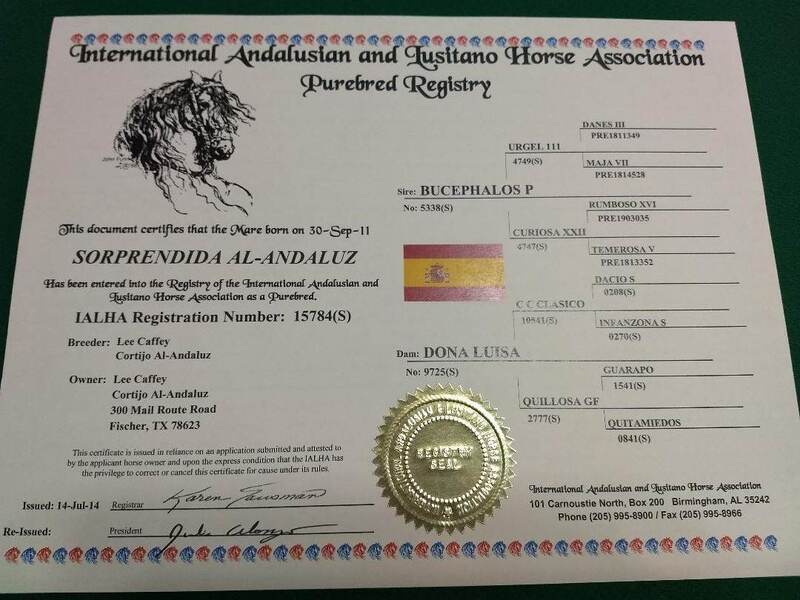 International Andalusian and Lusitano Horse Association
Purebred Registry
This document certifies that the Mare born on 30-Sep-11
SORPRENDIDA AL-ANDALUZ
Has been entered into the Registry of the International Andalusian and
Lusitano Horse Association as a Purebred.
IALHA Registration Number: 15784(S)
Breeder: Lee Caffey
Cortijo Al-Andaluz
Owner: Lee Caffey
Cortijo Al-Andaluz
300 Mail Route Road
Fischer, TX 78623
This certificate is issued in reliance on an application submitted and attested to
by the applicant horse owner and upon the express condition that the IALHA has
the privilege to correct or cancel this certificate for cause under its rules.
Issued: 14-Jul-14 Registrar
Re-Issued: President
DANES III
PRE1811349
URGEL 111
4749(S)
MAJA VII
PRE1814528
Sire: BUCEPHALOS P
No: 5338(S)
RUMBOSO XVI
PRE1903035
CURIOSA XXII
4747(S)
TEMEROSA V
PRE1813352
DACIO S
0208(S)
C C CLASICO
10541(S)
INFANZONA S
0270(S)
Dam: DONA LUISA
No: 9725(S)
GUARAPO
1541(S)
QUILLOSA GF
2777(S)
QUITAMIEDOS
0841(S)
REGISTER
SEAL
International Andalusian and Lusitano Horse Association
101 Carnoustie North, Box 200 Birmingham, AL 35242
Phone (205) 995-8900 / Fax (205) 995-8966